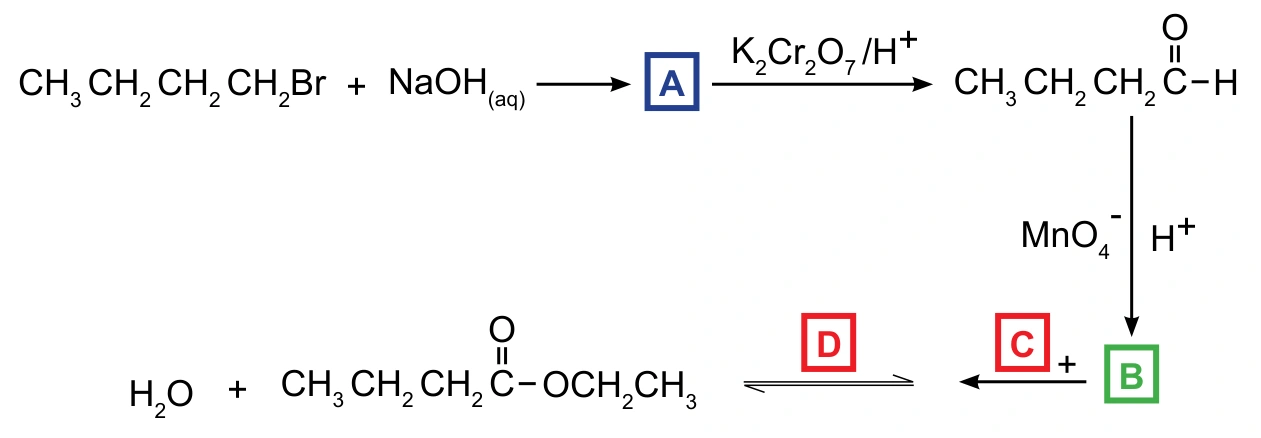 CH₃CH₂CH₂CH₂Br + NaOH(aq) → A K₂Cr₂O₇/H⁺ → CH₃CH₂CH₂C-H
O
MnO₄⁻ H⁺
H₂O + CH₃CH₂CH₂C-OCH₂CH₃ ⇌ D ← C + B
O